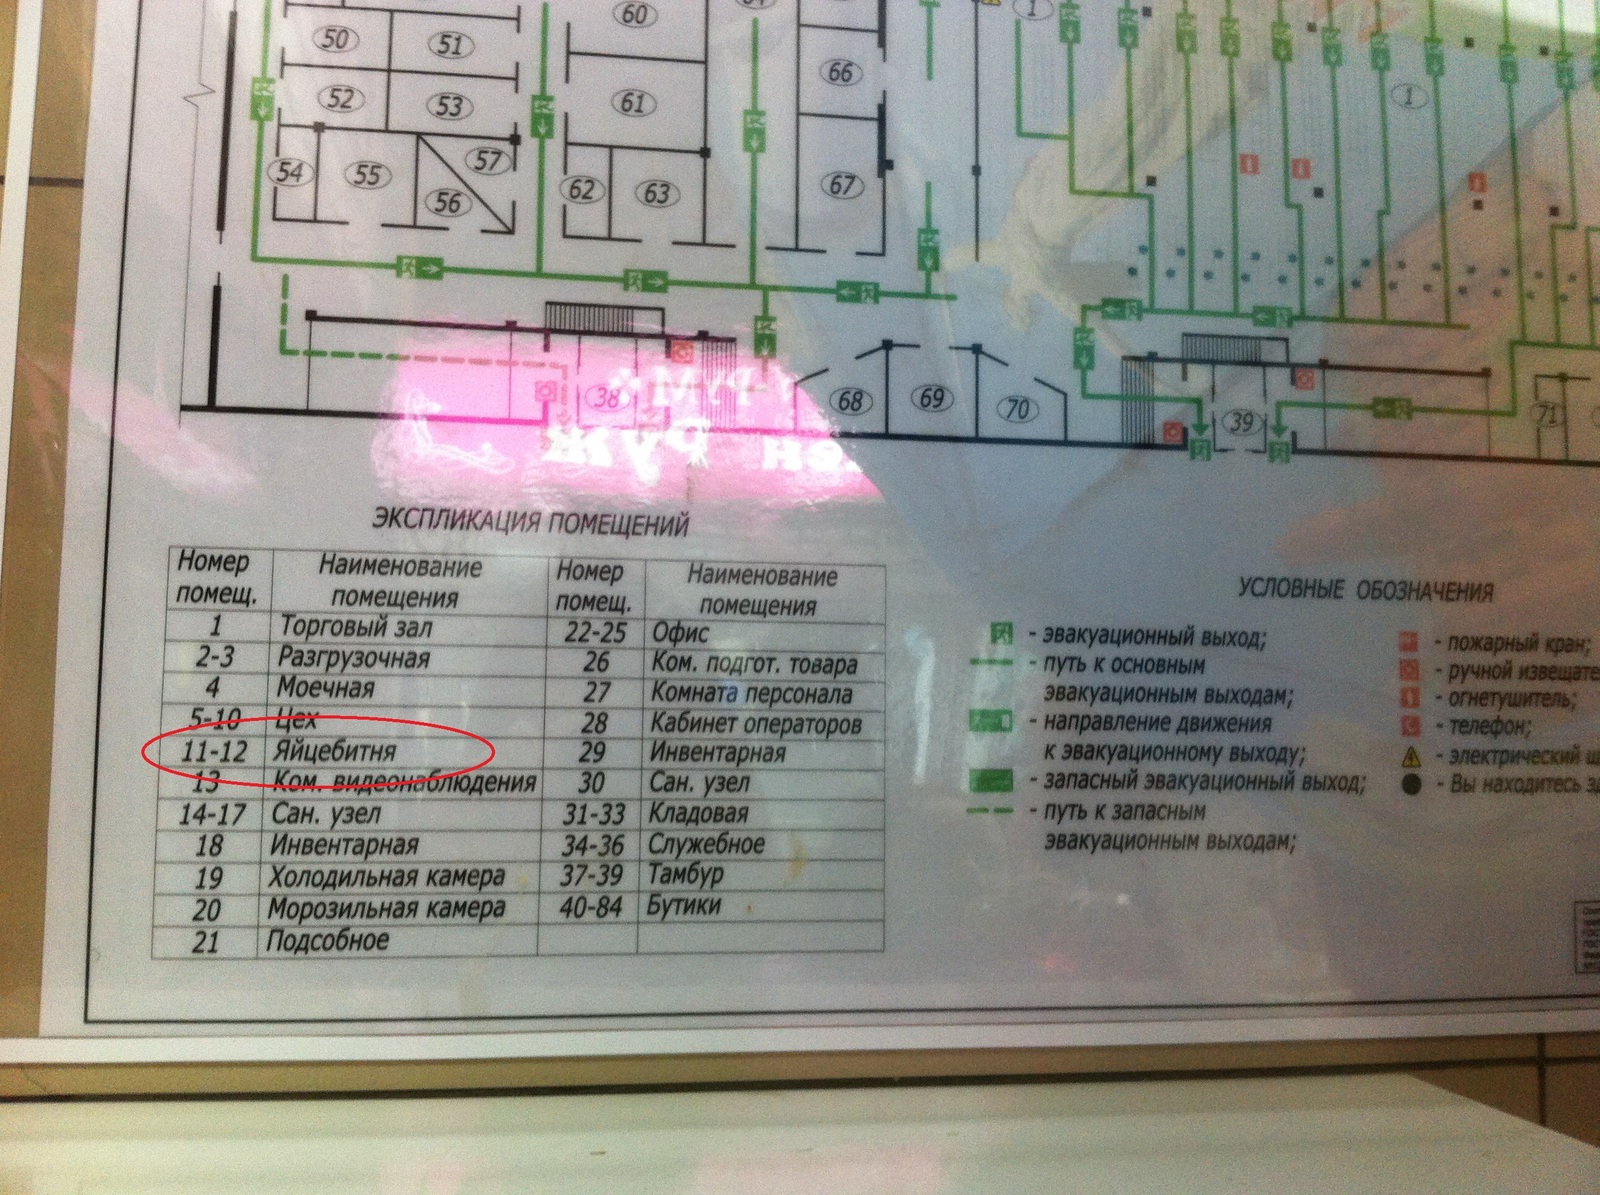 60
50
51
66
1
52
53
61
1
54
55
57
56
62
63
67
38
68
69
70
39
71
ЭКСПЛИКАЦИЯ ПОМЕЩЕНИЙ
Номер помещ. Наименование помещения Номер помещ. Наименование помещения
1 Торговый зал 22-25 Офис
2-3 Разгрузочная 26 Ком. подгот. товара
4 Моечная 27 Комната персонала
5-10 Цех 28 Кабинет операторов
11-12 Яйцебитня 29 Инвентарная
13 Ком. видеонаблюдения 30 Сан. узел
14-17 Сан. узел 31-33 Кладовая
18 Инвентарная 34-36 Служебное
19 Холодильная камера 37-39 Тамбур
20 Морозильная камера 40-84 Бутики
21 Подсобное
УСЛОВНЫЕ ОБОЗНАЧЕНИЯ
- эвакуационный выход;
- путь к основным
эвакуационным выходам;
- направление движения
к эвакуационному выходу;
- запасный эвакуационный выход;
- путь к запасным
эвакуационным выходам;
- пожарный кран;
- ручной извещате
- огнетушитель;
- телефон;
- электрический
- Вы находитесь